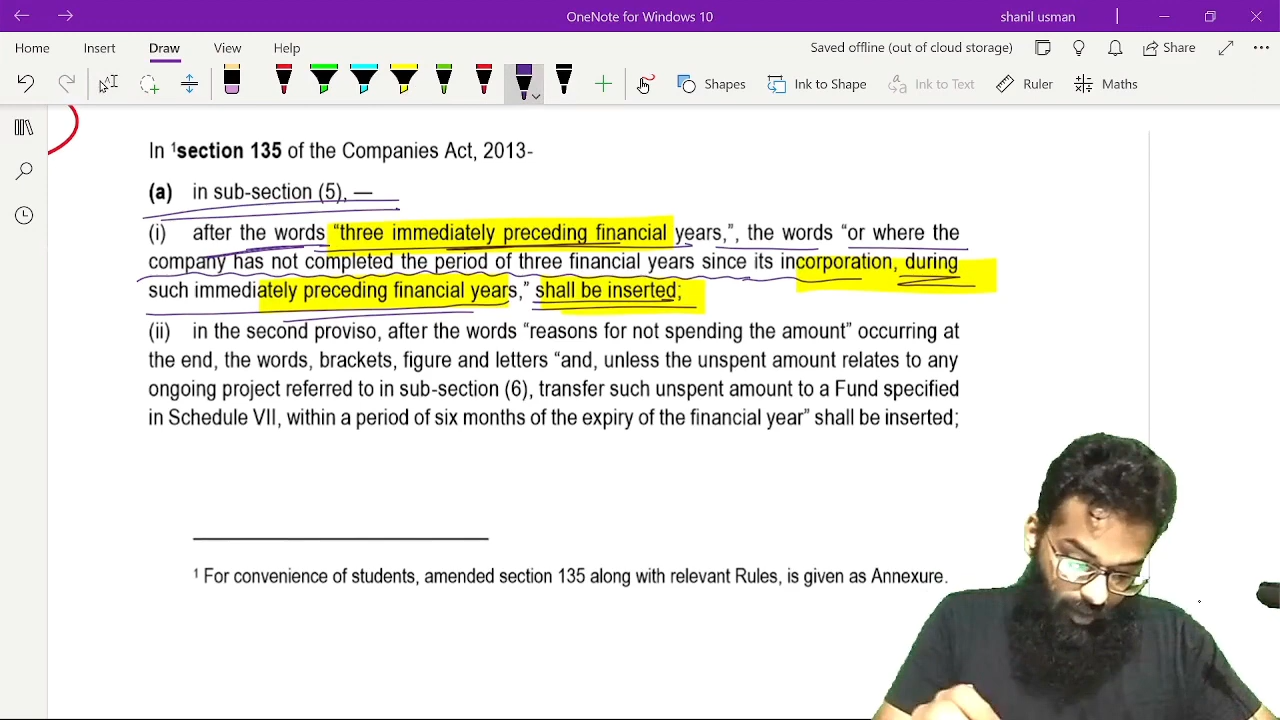 OneNote for Windows 10
shanil usman
Home Insert Draw View Help
Saved offline (out of cloud storage)
Share
Shapes
Ink to Shape
Ink to Text
Ruler
Maths
In ¹section 135 of the Companies Act, 2013-
(a) in sub-section (5), —
(i) after the words “three immediately preceding financial years,”, the words “or where the
company has not completed the period of three financial years since its incorporation, during
such immediately preceding financial years,” shall be inserted;
(ii) in the second proviso, after the words “reasons for not spending the amount” occurring at
the end, the words, brackets, figure and letters “and, unless the unspent amount relates to any
ongoing project referred to in sub-section (6), transfer such unspent amount to a Fund specified
in Schedule VII, within a period of six months of the expiry of the financial year” shall be inserted;
¹ For convenience of students, amended section 135 along with relevant Rules, is given as Annexure.